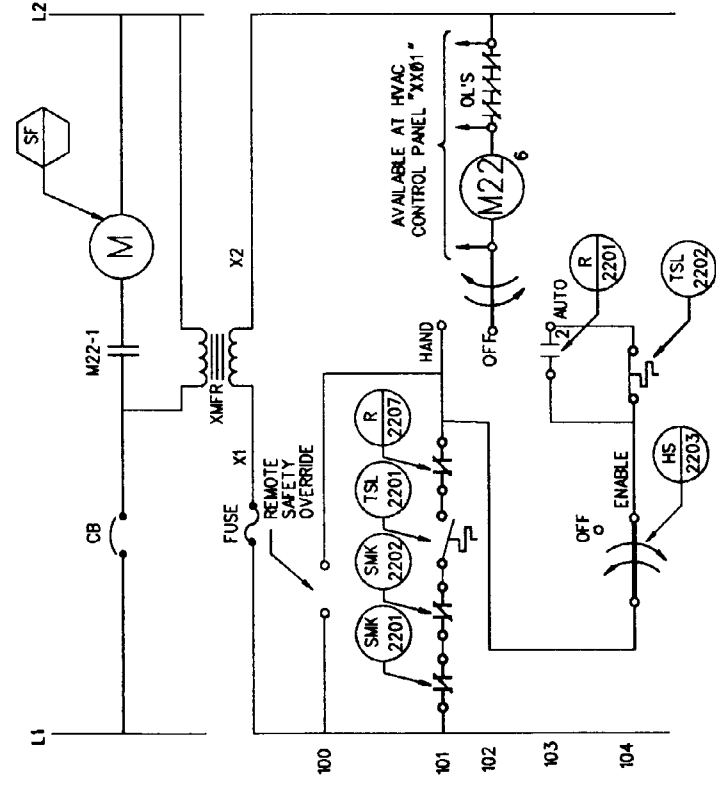 L1
L2
SF
M
M22-1
CB
XMFR
X1
X2
FUSE
REMOTE
SAFETY
OVERRIDE
AVAILABLE AT HVAC
CONTROL PANEL "XX01"
OL'S
M22
6
100
SMK
2201
SMK
2202
TSL
2201
R
2207
HAND
101
102
OFF
103
2
AUTO
R
2201
104
OFF
ENABLE
HS
2203
TSL
2202